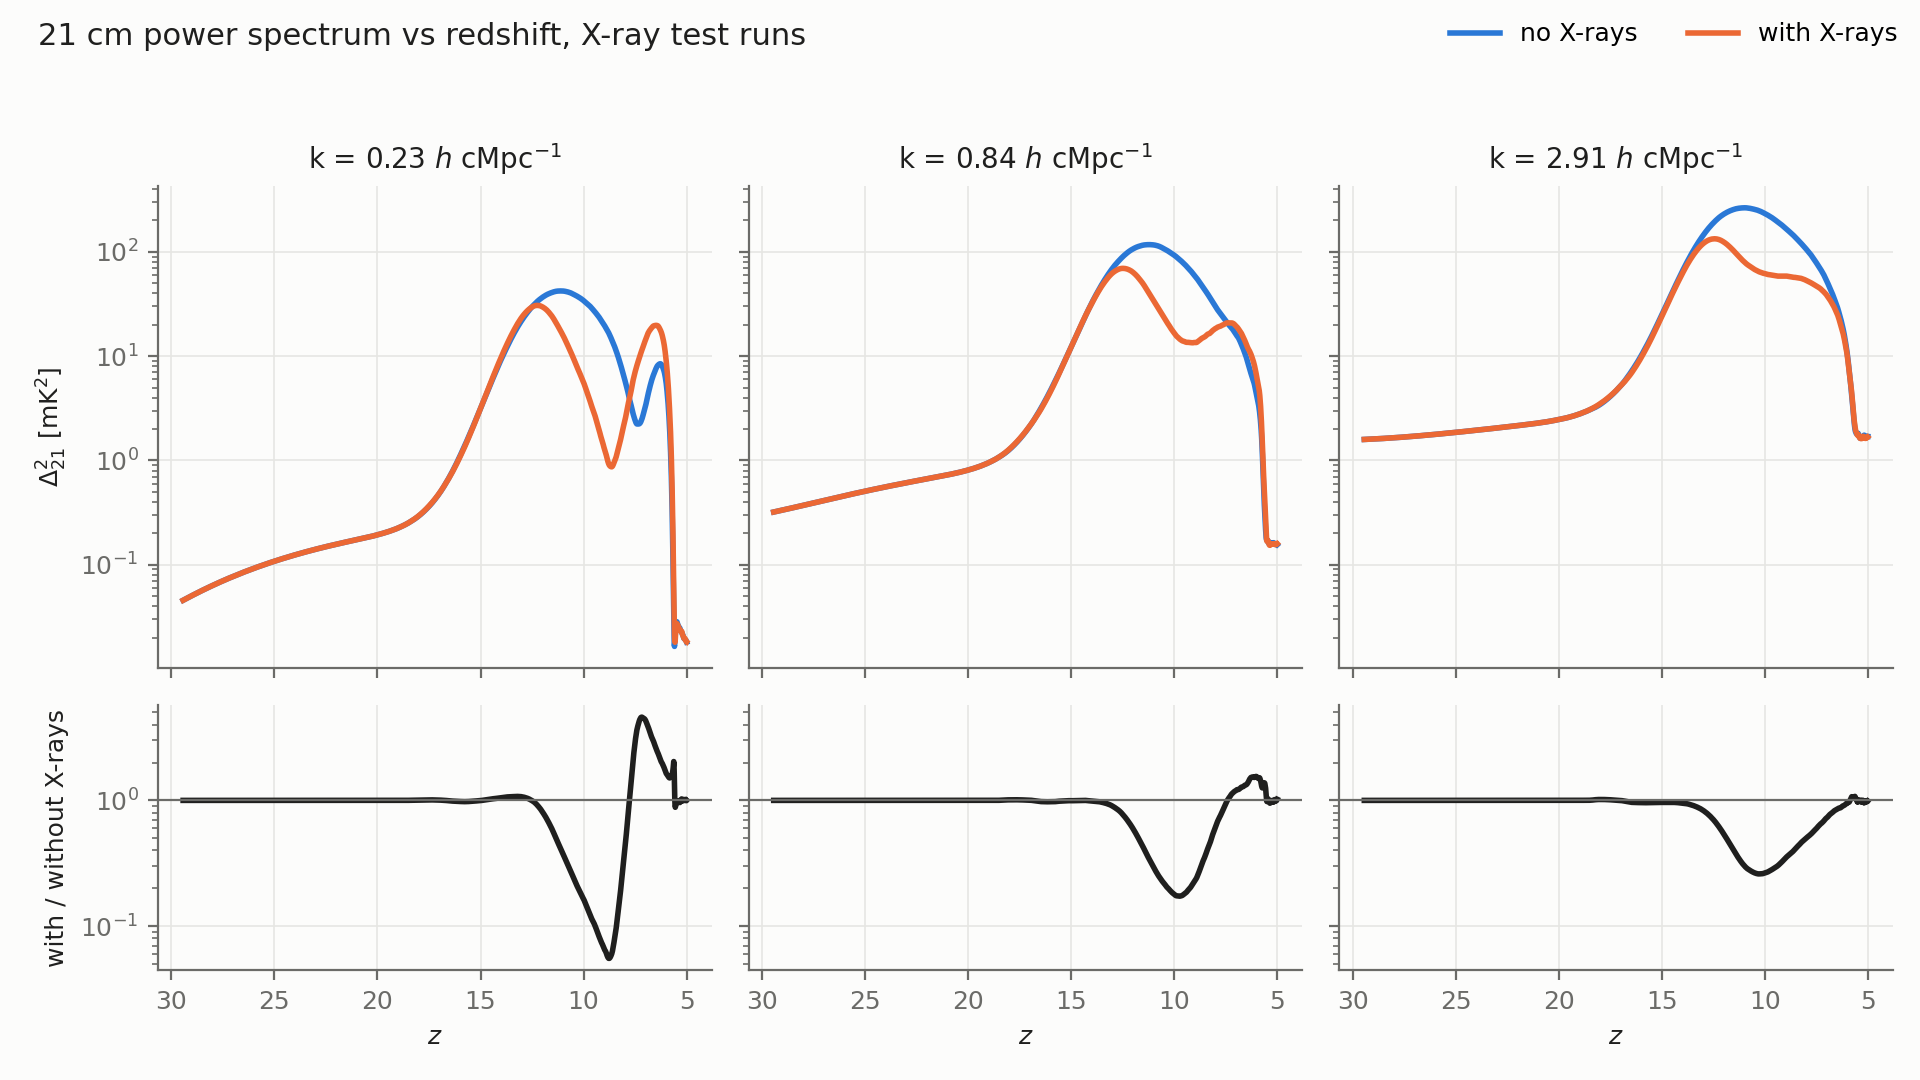 21 cm power spectrum vs redshift, X-ray test runs
no X-rays
with X-rays
k = 0.23 h cMpc⁻¹
k = 0.84 h cMpc⁻¹
k = 2.91 h cMpc⁻¹
Δ²₂₁ [mK²]
10²
10¹
10⁰
10⁻¹
with / without X-rays
10⁰
10⁻¹
30 25 20 15 10 5
30 25 20 15 10 5
30 25 20 15 10 5
z
z
z